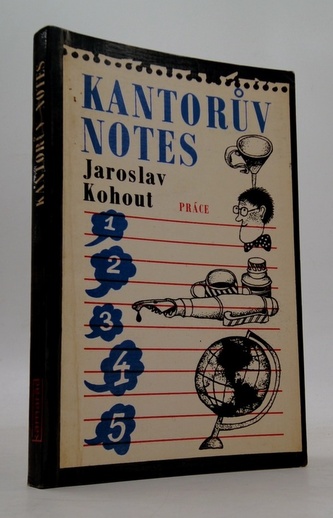 KANTORŮV
NOTES
Jaroslav
Kohout
PRÁCE
1
2
3
4
5
KANTORŮV NOTES